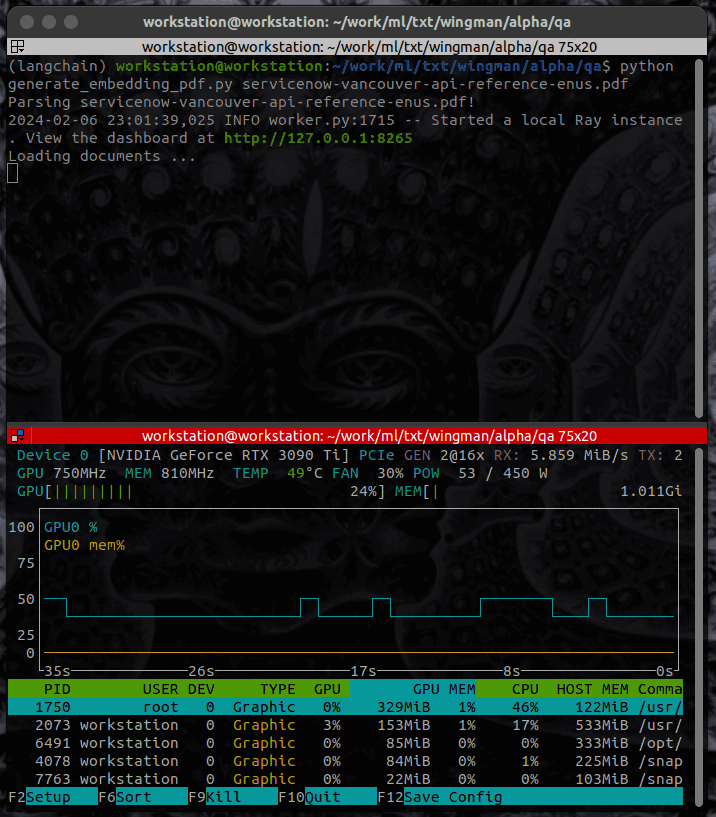 workstation@workstation: ~/work/ml/txt/wingman/alpha/qa
workstation@workstation: ~/work/ml/txt/wingman/alpha/qa 75x20
(langchain) workstation@workstation:~/work/ml/txt/wingman/alpha/qa$ python
generate_embedding_pdf.py servicenow-vancouver-api-reference-enus.pdf
Parsing servicenow-vancouver-api-reference-enus.pdf!
2024-02-06 23:01:39,025 INFO worker.py:1715 -- Started a local Ray instance
. View the dashboard at http://127.0.0.1:8265
Loading documents ...
workstation@workstation: ~/work/ml/txt/wingman/alpha/qa 75x20
Device 0 [NVIDIA GeForce RTX 3090 Ti] PCIe GEN 2@16x RX: 5.859 MiB/s TX: 2
GPU 750MHz MEM 810MHz TEMP 49°C FAN 30% POW 53 / 450 W
GPU[||||||||| 24%] MEM[| 1.011Gi
100 GPU0 %
GPU0 mem%
75
50
25
0
35s 26s 17s 8s 0s
PID USER DEV TYPE GPU GPU MEM CPU HOST MEM Comma
1750 root 0 Graphic 0% 329MiB 1% 46% 122MiB /usr/
2073 workstation 0 Graphic 3% 153MiB 1% 17% 533MiB /usr/
6491 workstation 0 Graphic 0% 85MiB 0% 0% 333MiB /opt/
4078 workstation 0 Graphic 0% 84MiB 0% 1% 225MiB /snap
7763 workstation 0 Graphic 0% 22MiB 0% 0% 103MiB /snap
F2Setup F6Sort F9Kill F10Quit F12Save Config